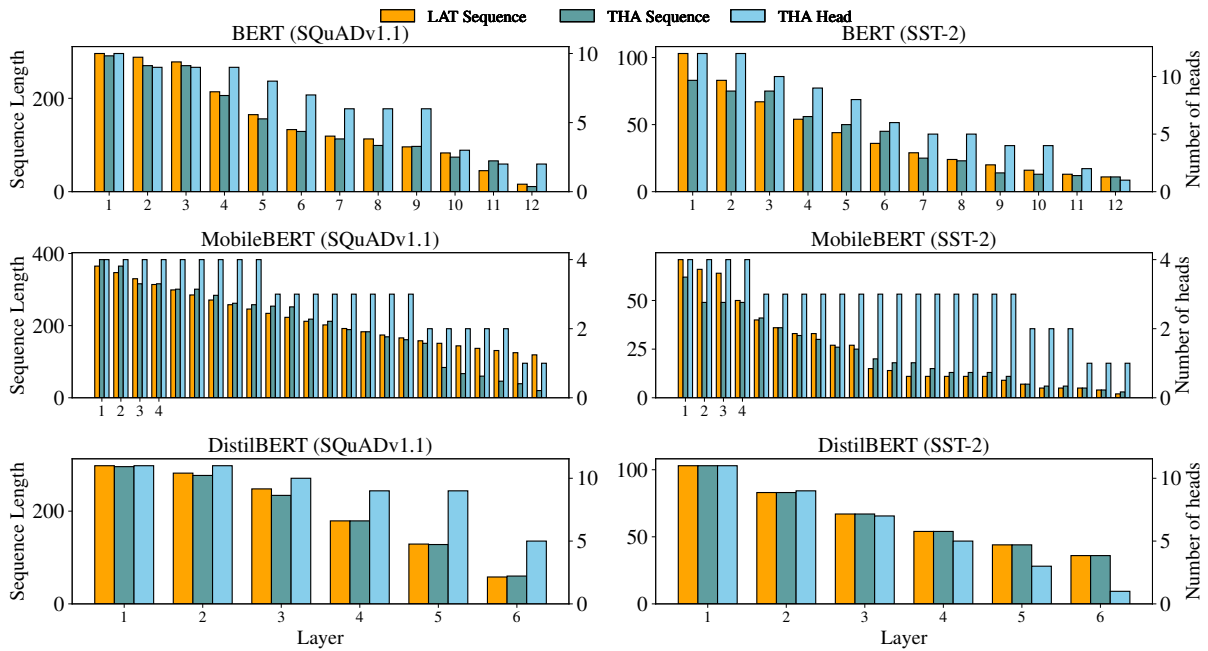 LAT Sequence THA Sequence THA Head
BERT (SQuADv1.1) BERT (SST-2)
Sequence Length
200
0
10
5
0
1 2 3 4 5 6 7 8 9 10 11 12
100
50
0
10
5
0
Number of heads
1 2 3 4 5 6 7 8 9 10 11 12
MobileBERT (SQuADv1.1) MobileBERT (SST-2)
Sequence Length
400
200
0
4
2
0
1 2 3 4
50
25
0
4
2
0
Number of heads
1 2 3 4
DistilBERT (SQuADv1.1) DistilBERT (SST-2)
Sequence Length
200
0
10
5
0
1 2 3 4 5 6
Layer
100
50
0
10
5
0
Number of heads
1 2 3 4 5 6
Layer